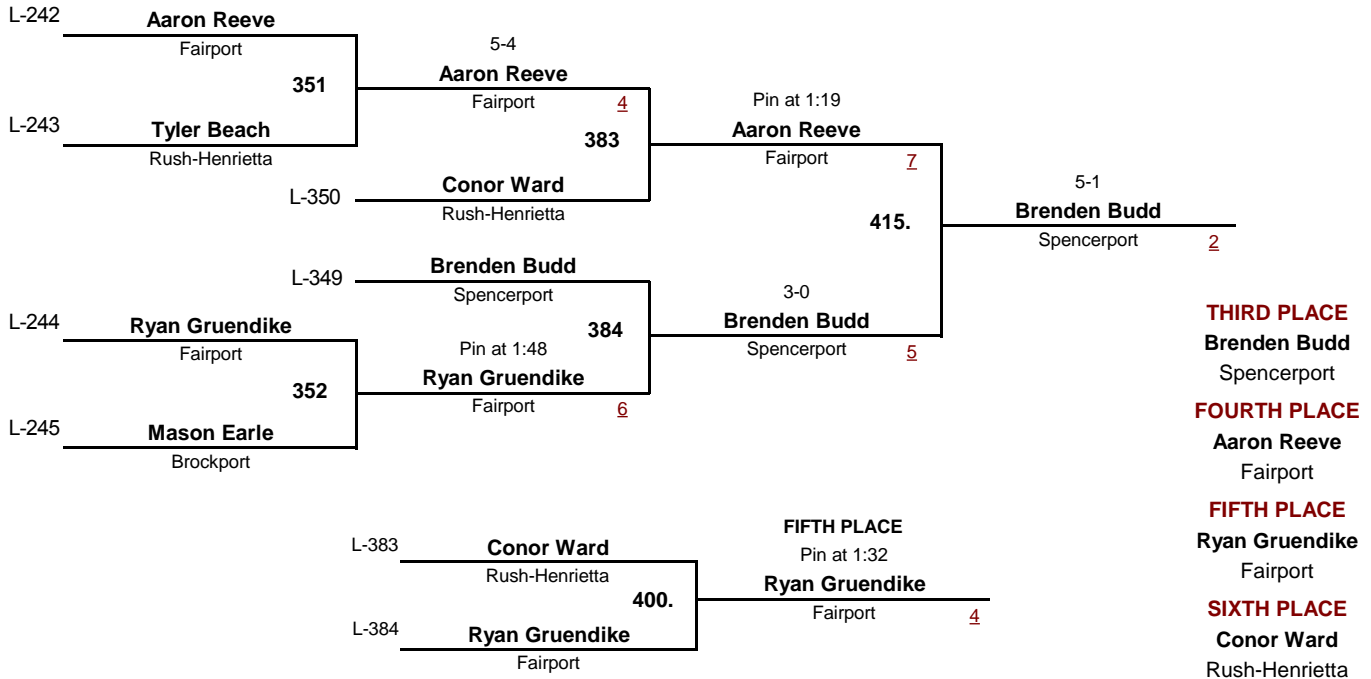 L-242
Aaron Reeve
Fairport
351
L-243
Tyler Beach
Rush-Henrietta
5-4
Aaron Reeve
Fairport
4
383
L-350
Conor Ward
Rush-Henrietta
Pin at 1:19
Aaron Reeve
Fairport
7
415.
5-1
Brenden Budd
Spencerport
2
L-349
Brenden Budd
Spencerport
384
L-244
Ryan Gruendike
Fairport
352
L-245
Mason Earle
Brockport
Pin at 1:48
Ryan Gruendike
Fairport
6
3-0
Brenden Budd
Spencerport
5
THIRD PLACE
Brenden Budd
Spencerport
FOURTH PLACE
Aaron Reeve
Fairport
FIFTH PLACE
Ryan Gruendike
Fairport
SIXTH PLACE
Conor Ward
Rush-Henrietta
L-383
Conor Ward
Rush-Henrietta
400.
L-384
Ryan Gruendike
Fairport
FIFTH PLACE
Pin at 1:32
Ryan Gruendike
Fairport
4